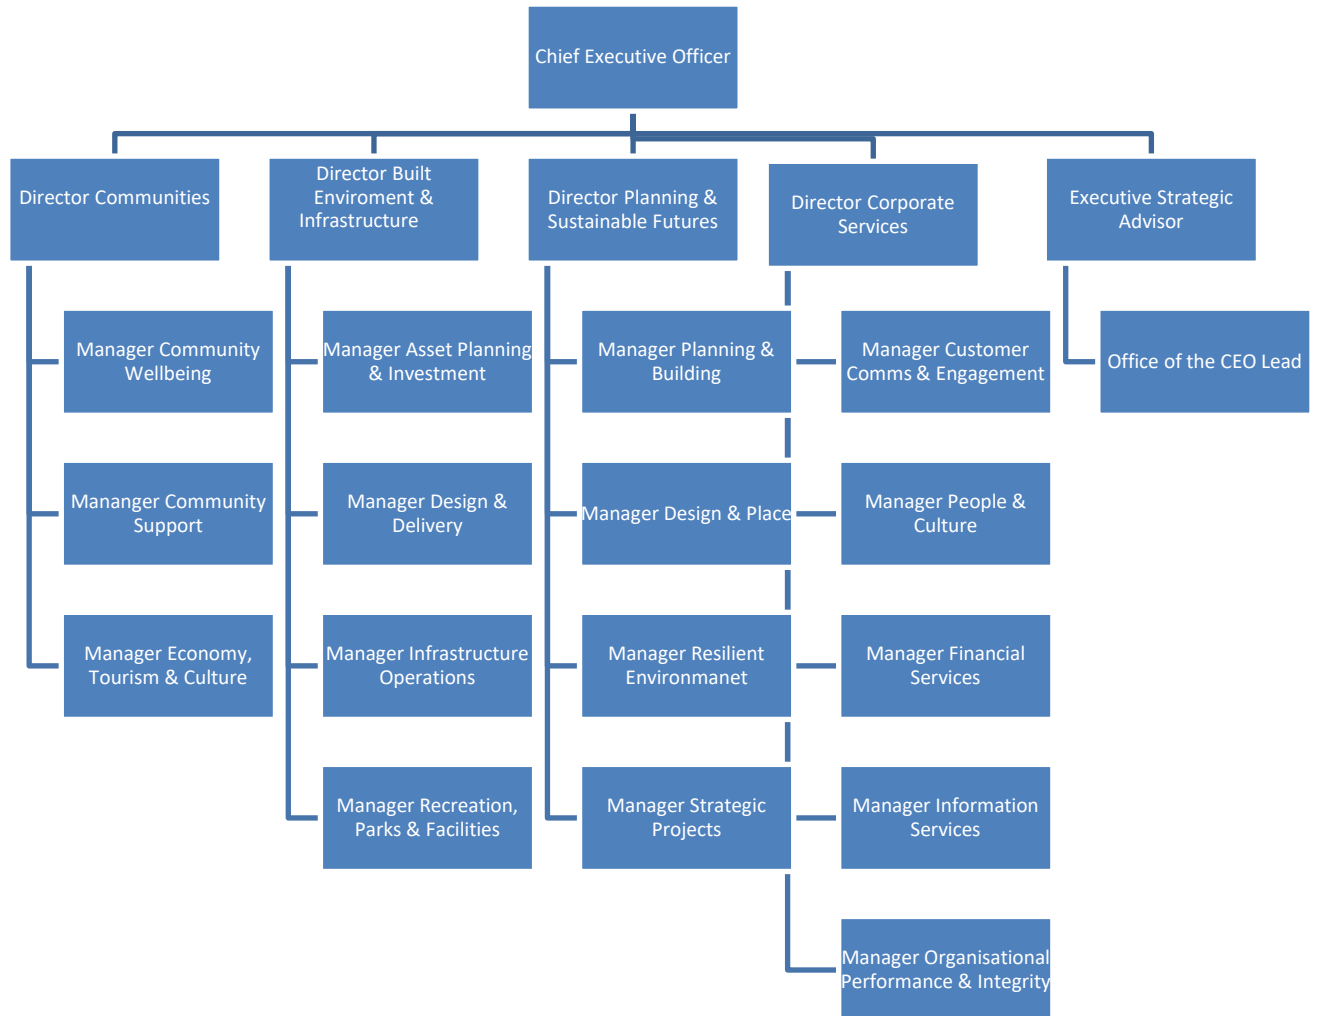 Chief Executive Officer
Director Communities
Director Built
Enviroment &
Infrastructure
Director Planning &
Sustainable Futures
Director Corporate
Services
Executive Strategic
Advisor
Manager Community
Wellbeing
Mananger Community
Support
Manager Economy,
Tourism & Culture
Manager Asset Planning
& Investment
Manager Design &
Delivery
Manager Infrastructure
Operations
Manager Recreation,
Parks & Facilities
Manager Planning &
Building
Manager Design & Place
Manager Resilient
Environmanet
Manager Strategic
Projects
Manager Customer
Comms & Engagement
Manager People &
Culture
Manager Financial
Services
Manager Information
Services
Manager Organisational
Performance & Integrity
Office of the CEO Lead